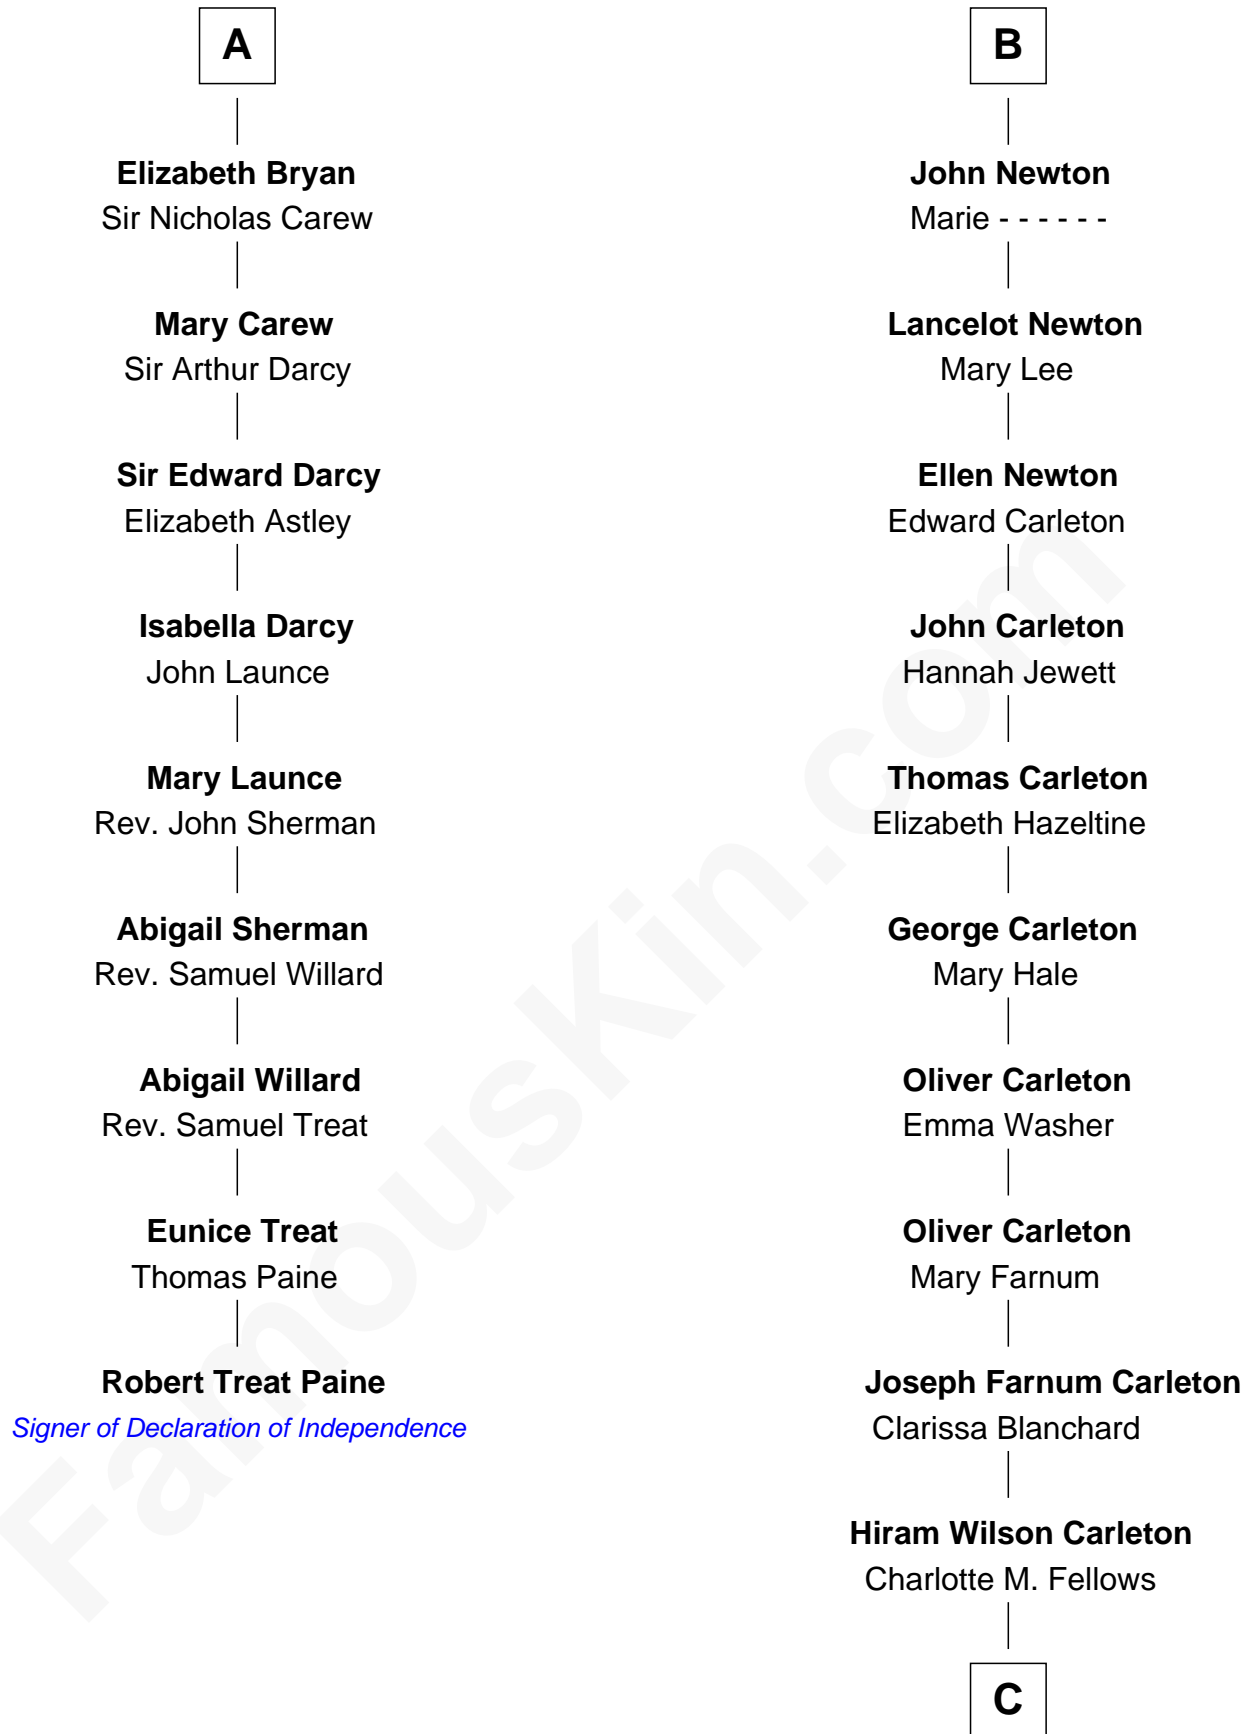 A
Elizabeth Bryan
Sir Nicholas Carew
Mary Carew
Sir Arthur Darcy
Sir Edward Darcy
Elizabeth Astley
Isabella Darcy
John Launce
Mary Launce
Rev. John Sherman
Abigail Sherman
Rev. Samuel Willard
Abigail Willard
Rev. Samuel Treat
Eunice Treat
Thomas Paine
Robert Treat Paine
Signer of Declaration of Independence
B
John Newton
Marie - - - - - -
Lancelot Newton
Mary Lee
Ellen Newton
Edward Carleton
John Carleton
Hannah Jewett
Thomas Carleton
Elizabeth Hazeltine
George Carleton
Mary Hale
Oliver Carleton
Emma Washer
Oliver Carleton
Mary Farnum
Joseph Farnum Carleton
Clarissa Blanchard
Hiram Wilson Carleton
Charlotte M. Fellows
C
FamousKin.com